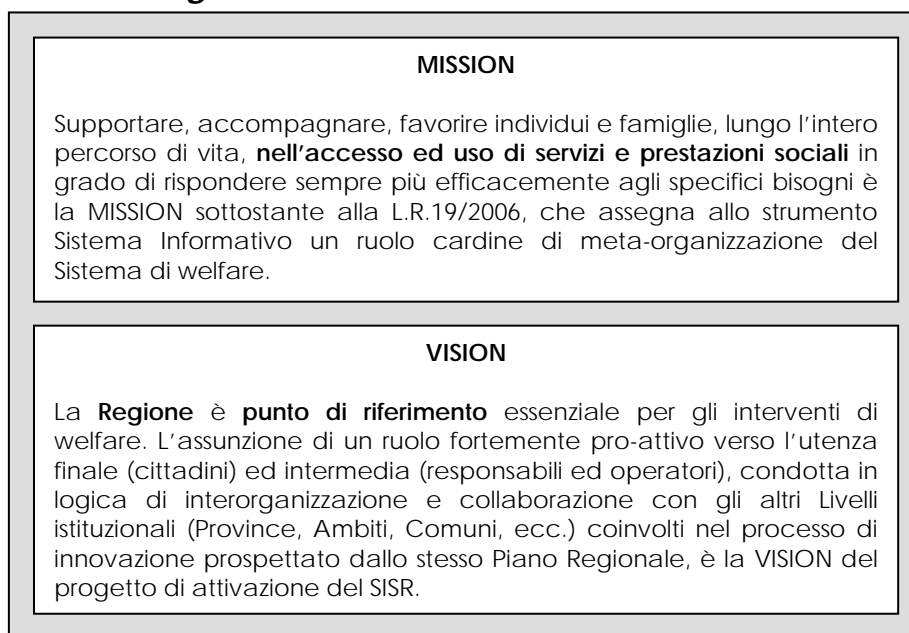 MISSION
Supportare, accompagnare, favorire individui e famiglie, lungo l'intero
percorso di vita, nell'accesso ed uso di servizi e prestazioni sociali in
grado di rispondere sempre più efficacemente agli specifici bisogni è
la MISSION sottostante alla L.R.19/2006, che assegna allo strumento
Sistema Informativo un ruolo cardine di meta-organizzazione del
Sistema di welfare.
VISION
La Regione è punto di riferimento essenziale per gli interventi di
welfare. L'assunzione di un ruolo fortemente pro-attivo verso l'utenza
finale (cittadini) ed intermedia (responsabili ed operatori), condotta in
logica di interorganizzazione e collaborazione con gli altri Livelli
istituzionali (Province, Ambiti, Comuni, ecc.) coinvolti nel processo di
innovazione prospettato dallo stesso Piano Regionale, è la VISION del
progetto di attivazione del SISR.